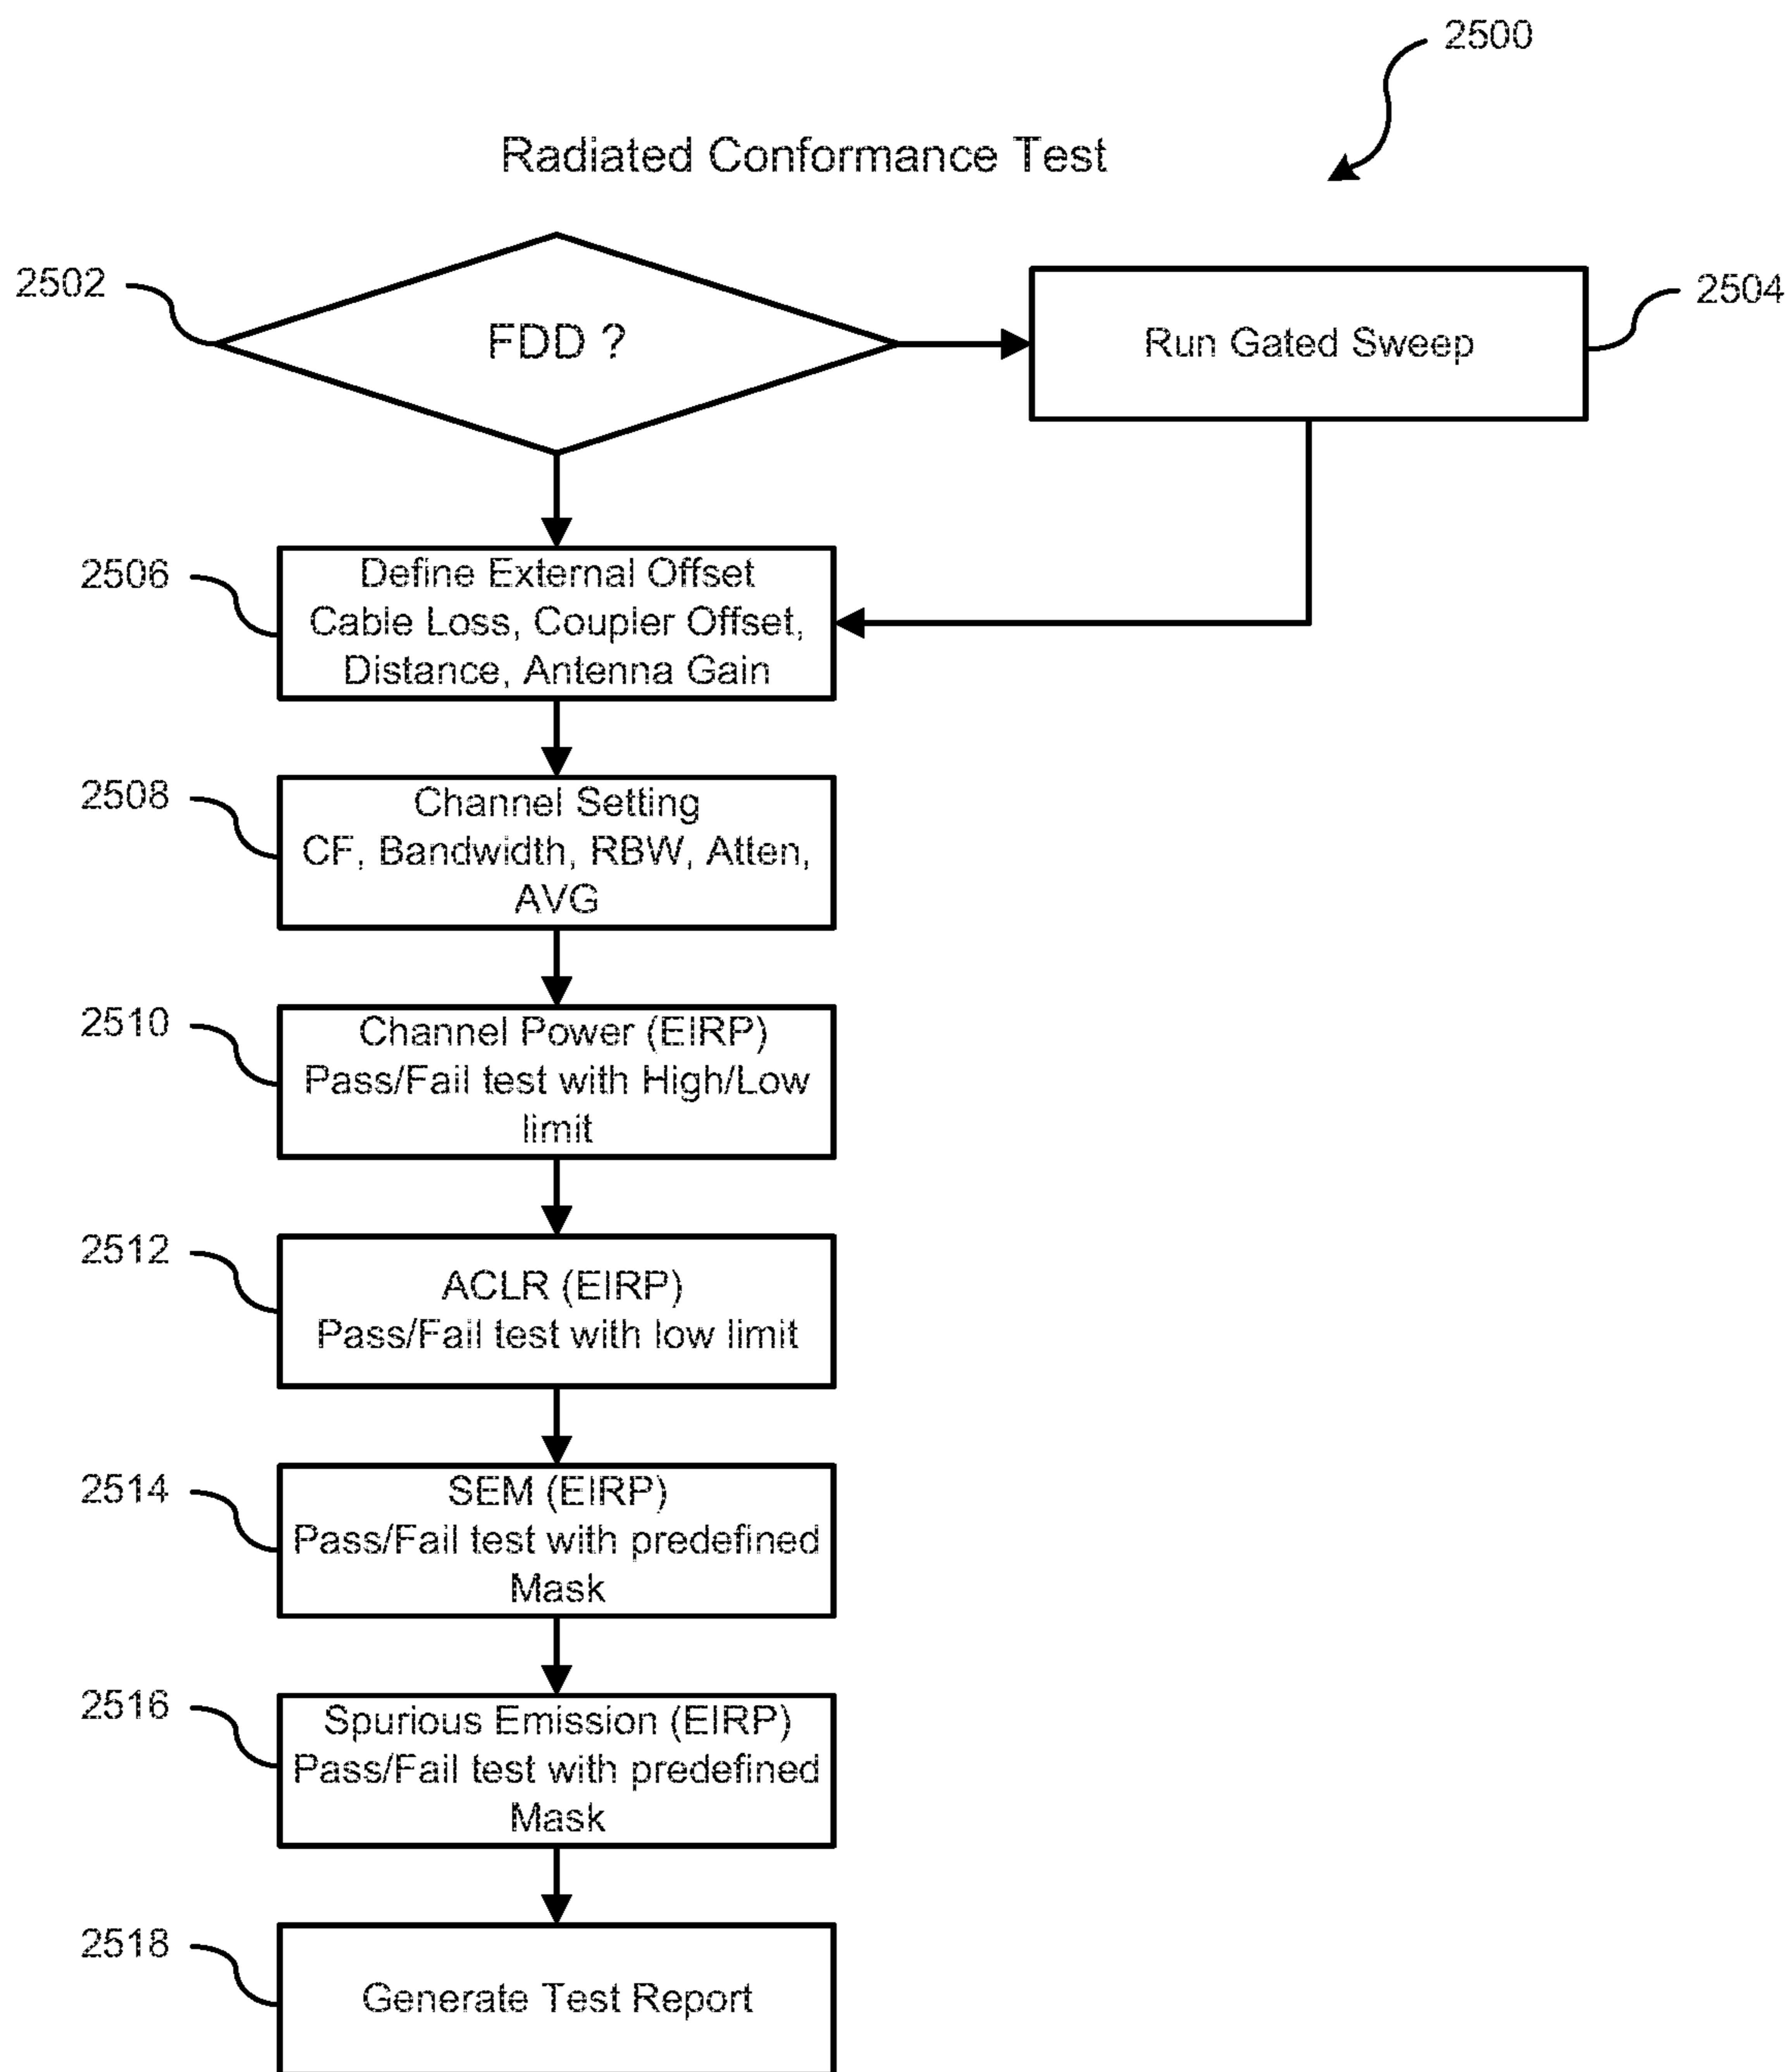 2500
Radiated Conformance Test
2502
FDD ?
Run Gated Sweep
2504
2506
Define External Offset
Cable Loss, Coupler Offset,
Distance, Antenna Gain
2508
Channel Setting
CF, Bandwidth, RBW, Atten,
AVG
2510
Channel Power (EIRP)
Pass/Fail test with High/Low
limit
2512
ACLR (EIRP)
Pass/Fail test with low limit
2514
SEM (EIRP)
Pass/Fail test with predefined
Mask
2516
Spurious Emission (EIRP)
Pass/Fail test with predefined
Mask
2518
Generate Test Report